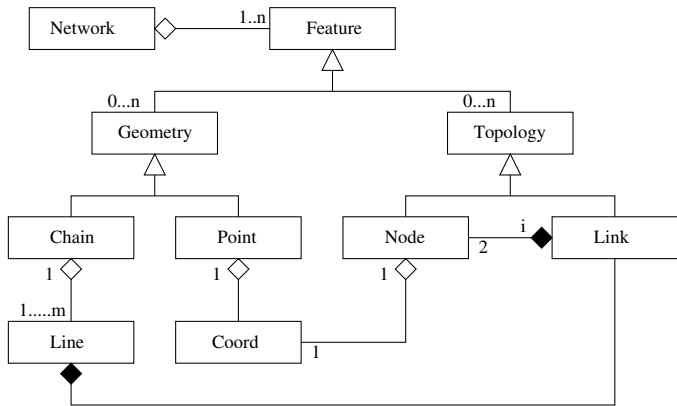 Network
1..n
Feature
0...n
0...n
Geometry
Topology
Chain
Point
Node
i
2
Link
1
1
1
1.....m
Line
Coord
1